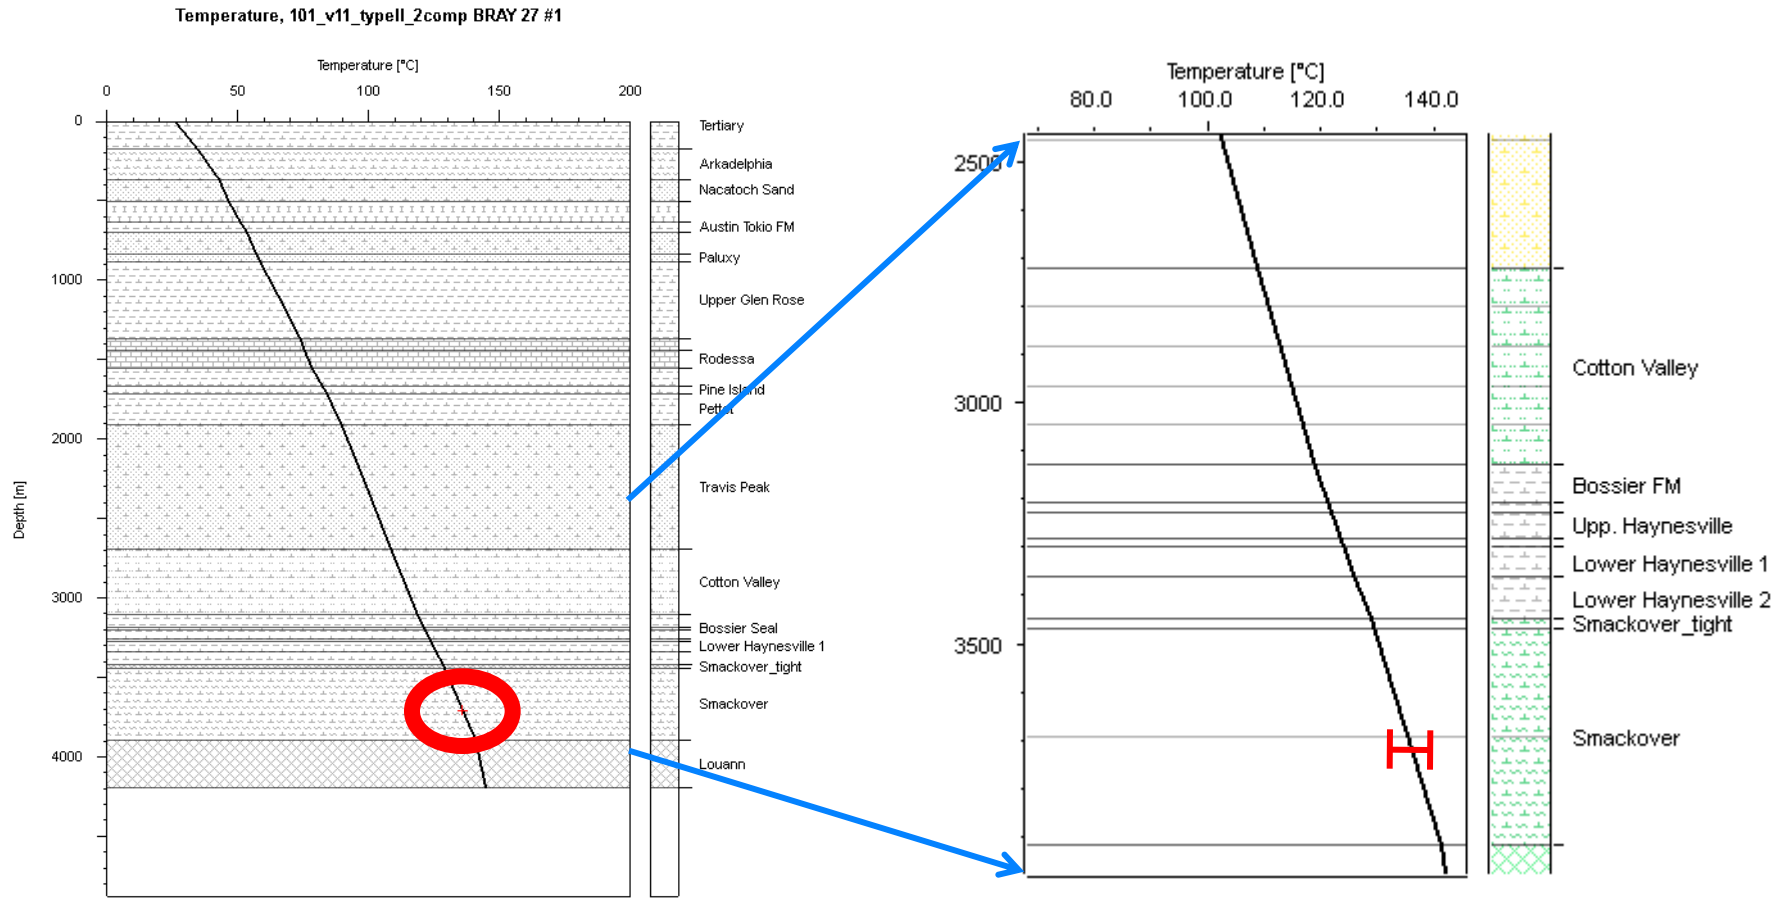 Temperature, 101_v11_typeII_2comp BRAY 27 #1
Temperature [°C]
0 50 100 150 200
Depth [m]
0
1000
2000
3000
4000
Tertiary
Arkadelphia
Nacatoch Sand
Austin Tokio FM
Paluxy
Upper Glen Rose
Rodessa
Pine Island
Pettet
Travis Peak
Cotton Valley
Bossier Seal
Lower Haynesville 1
Smackover_tight
Smackover
Louann
Temperature [°C]
80.0 100.0 120.0 140.0
2500
3000
3500
Cotton Valley
Bossier FM
Upp. Haynesville
Lower Haynesville 1
Lower Haynesville 2
Smackover_tight
Smackover